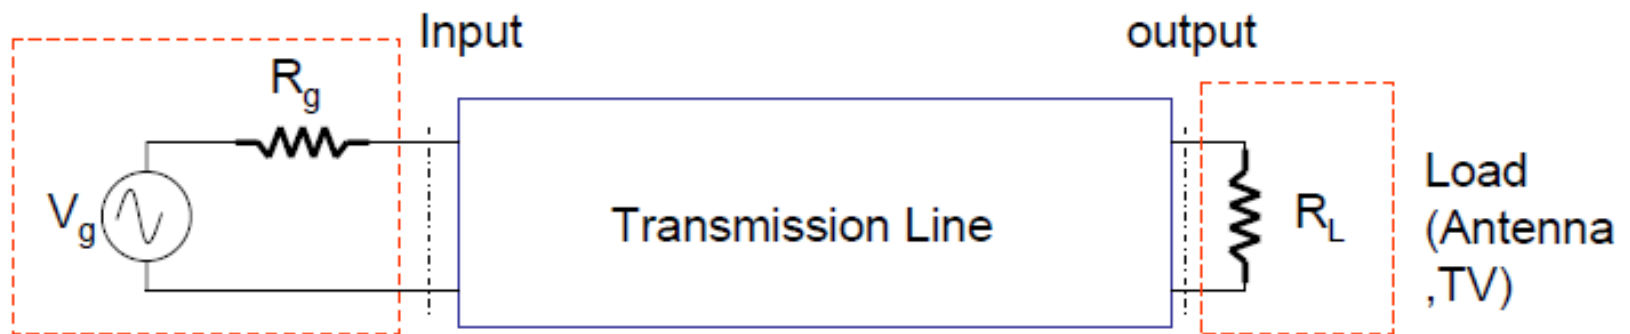 Input
output
Rg
Vg
Transmission Line
RL
Load
(Antenna
,TV)